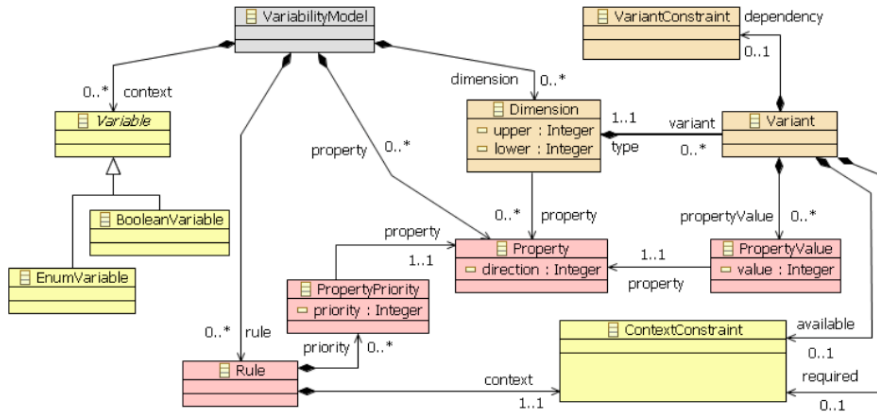 VariabilityModel
VariantConstraint
dependency
0..1
0..*
context
dimension
0..*
Variable
Dimension
upper : Integer
lower : Integer
1..1
type
variant
0..*
Variant
property
0..*
BooleanVariable
EnumVariable
0..*
property
propertyValue
0..*
property
1..1
Property
direction : Integer
1..1
property
PropertyValue
value : Integer
PropertyPriority
priority : Integer
0..*
rule
priority
0..*
ContextConstraint
available
0..1
Rule
context
1..1
required
0..1